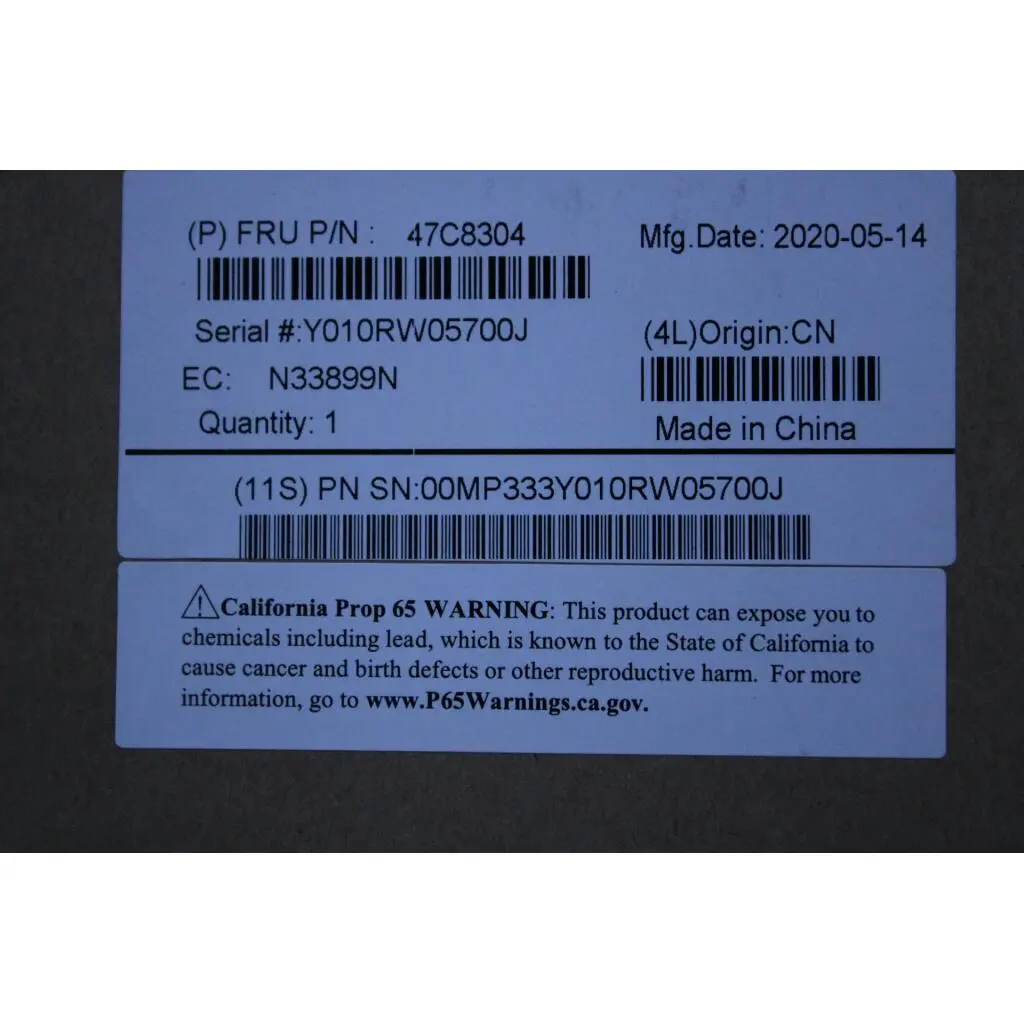 (P) FRU P/N : 47C8304
Mfg.Date: 2020-05-14
Serial #:Y010RW05700J
(4L)Origin:CN
EC: N33899N
Quantity: 1
Made in China
(11S) PN SN:00MP333Y010RW05700J
⚠California Prop 65 WARNING: This product can expose you to
chemicals including lead, which is known to the State of California to
cause cancer and birth defects or other reproductive harm. For more
information, go to www.P65Warnings.ca.gov.